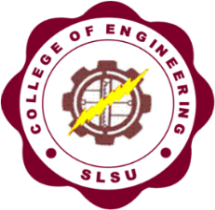 COLLEGE OF ENGINEERING
SLSU